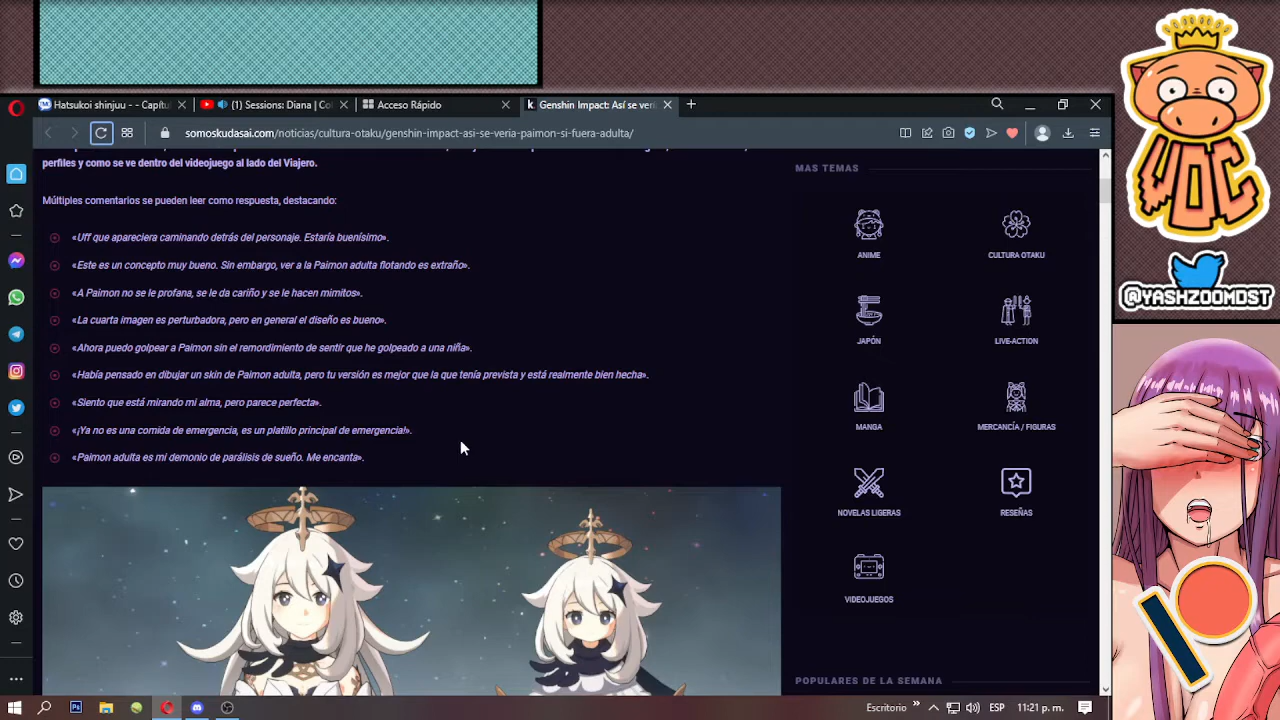 Hatsukoi shinjuu - - Capítu
(1) Sessions: Diana | Co
Acceso Rápido
Genshin Impact: Así se verí
somoskudasai.com/noticias/cultura-otaku/genshin-impact-asi-se-veria-paimon-si-fuera-adulta/
perfiles y como se ve dentro del videojuego al lado del Viajero.
Múltiples comentarios se pueden leer como respuesta, destacando:
«Uff que apareciera caminando detrás del personaje. Estaría buenísimo».
«Este es un concepto muy bueno. Sin embargo, ver a la Paimon adulta flotando es extraño».
«A Paimon no se le profana, se le da cariño y se le hacen mimitos».
«La cuarta imagen es perturbadora, pero en general el diseño es bueno».
«Ahora puedo golpear a Paimon sin el remordimiento de sentir que he golpeado a una niña».
«Había pensado en dibujar un skin de Paimon adulta, pero tu versión es mejor que la que tenía prevista y está realmente bien hecha».
«Siento que está mirando mi alma, pero parece perfecta».
«¡Ya no es una comida de emergencia, es un platillo principal de emergencia!».
«Paimon adulta es mi demonio de parálisis de sueño. Me encanta».
MAS TEMAS
ANIME
CULTURA OTAKU
JAPÓN
LIVE-ACTION
MANGA
MERCANCÍA / FIGURAS
NOVELAS LIGERAS
RESEÑAS
VIDEOJUEGOS
POPULARES DE LA SEMANA
@YASHZOOMDST
Ps
Escritorio
ESP
11:21 p. m.